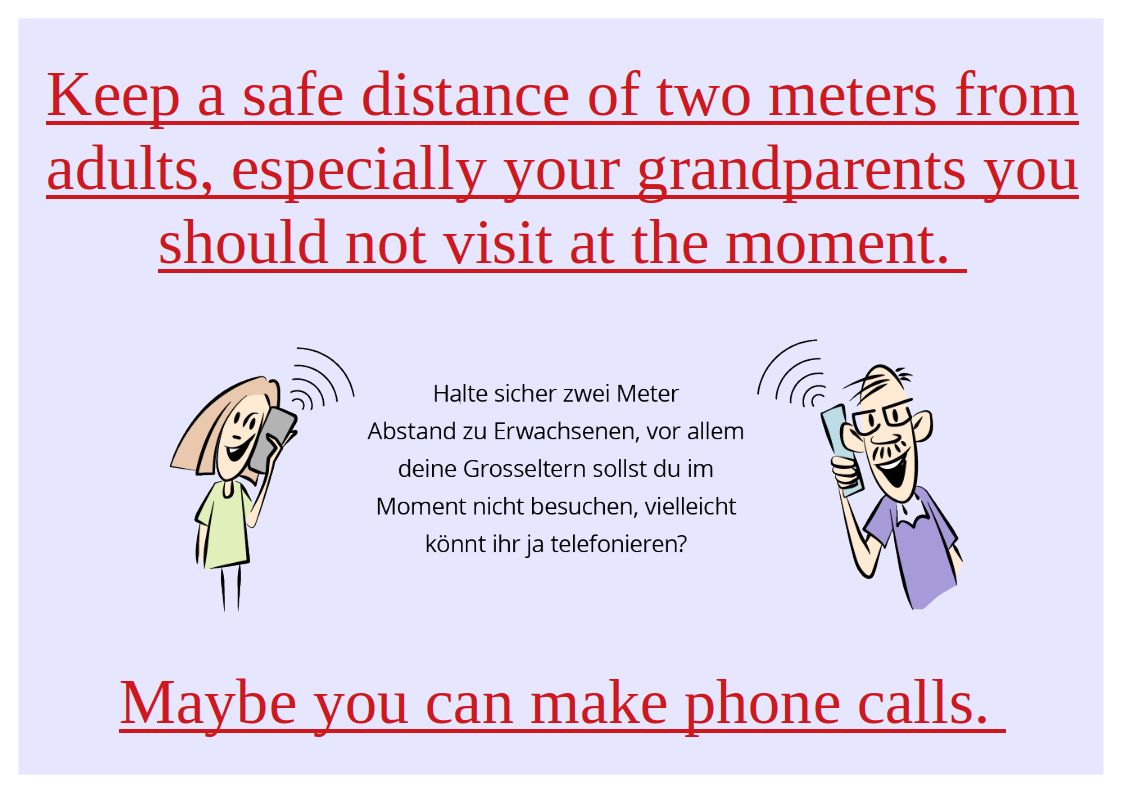 Keep a safe distance of two meters from
adults, especially your grandparents you
should not visit at the moment.
Halte sicher zwei Meter
Abstand zu Erwachsenen, vor allem
deine Grosseltern sollst du im
Moment nicht besuchen, vielleicht
könnt ihr ja telefonieren?
Maybe you can make phone calls.